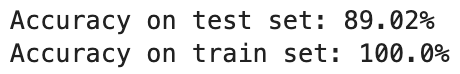 Accuracy on test set: 89.02%
Accuracy on train set: 100.0%